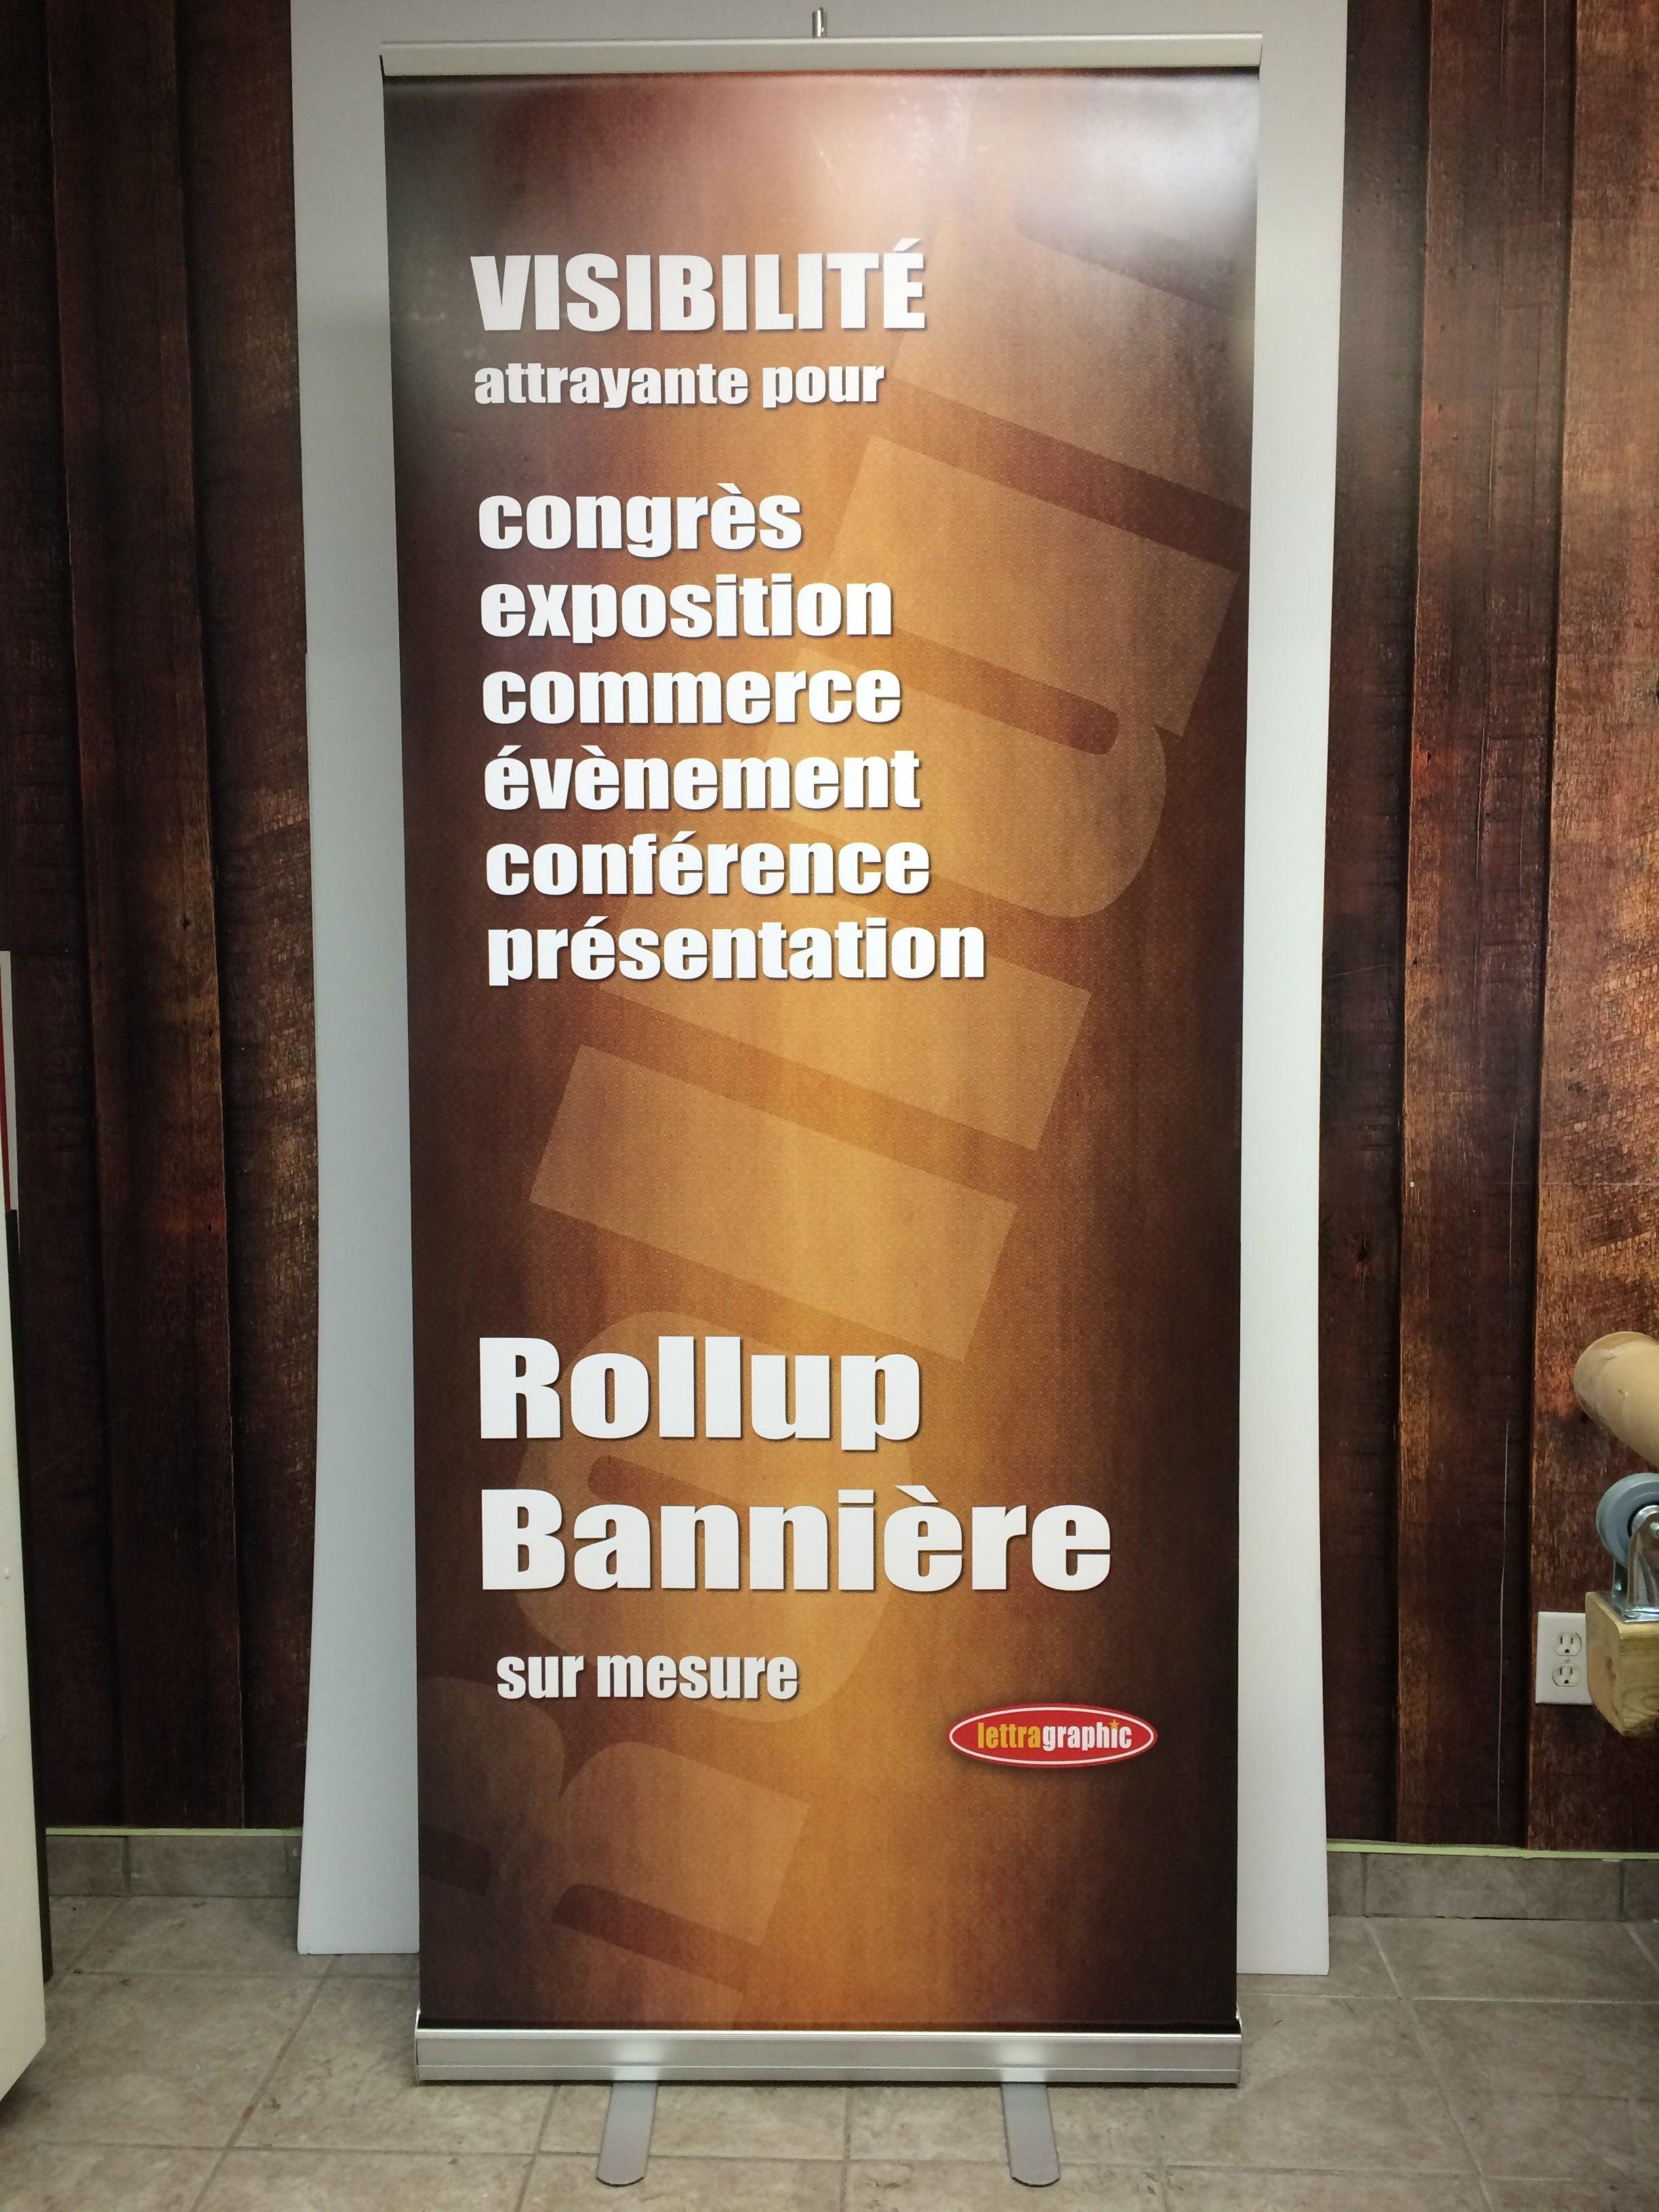 VISIBILITÉ
attrayante pour
congrès
exposition
commerce
évènement
conférence
présentation
Rollup
Bannière
sur mesure
lettragraphic